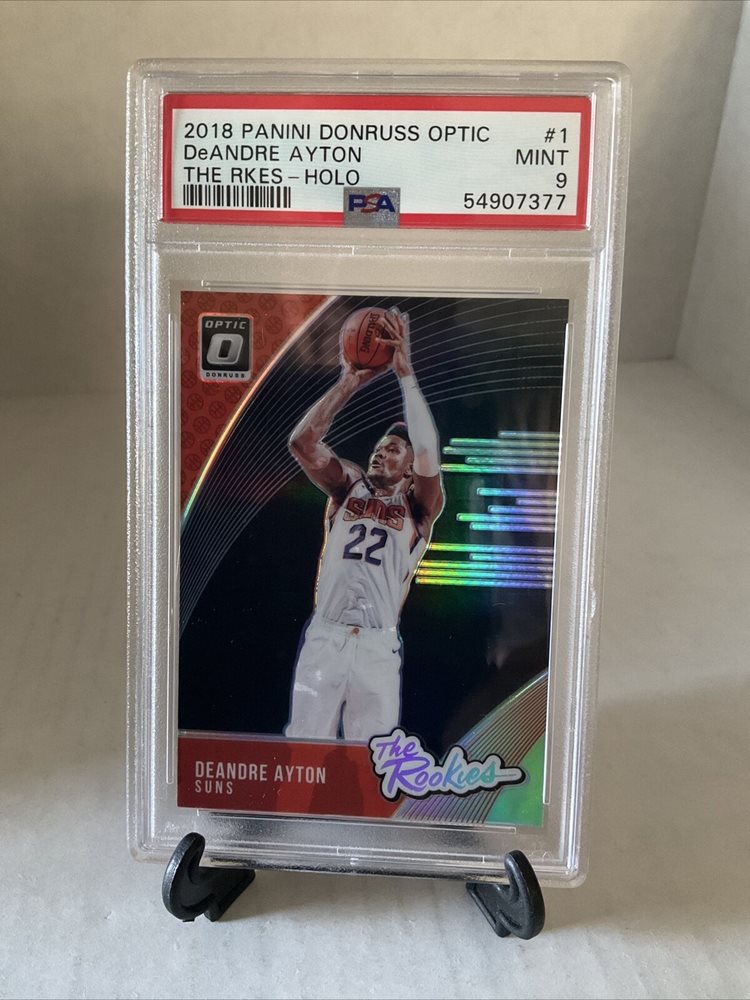 2018 PANINI DONRUSS OPTIC #1
DeANDRE AYTON MINT
THE RKES - HOLO 9
PSA 54907377
OPTIC
DONRUSS
SPALDING
SUNS
22
DEANDRE AYTON
SUNS
The
Rookies